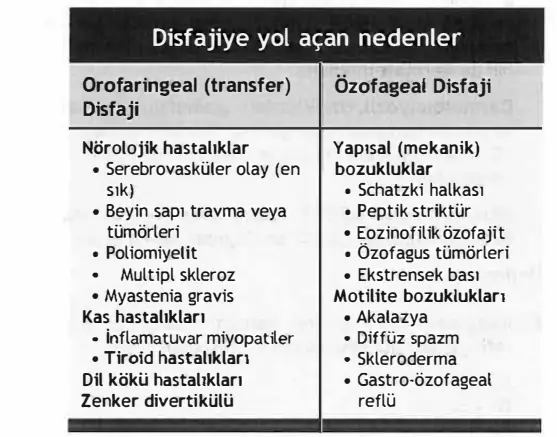 Disfajiye yol açan nedenler
Orofaringeal (transfer)
Disfaji
Nörolojik hastalıklar
• Serebrovasküler olay (en
sık)
• Beyin sapı travma veya
tümörleri
• Poliomiyelit
• Multipl skleroz
• Myastenia gravis
Kas hastalıkları
• İnflamatuvar miyopatiler
• Tiroid hastalıkları
Dil kökü hastalıkları
Zenker divertikülü
Özofageal Disfaji
Yapısal (mekanik)
bozukluklar
• Schatzki halkası
• Peptik striktür
• Eozinofilik özofajit
• Özofagus tümörleri
• Ekstrensek bası
Motilite bozuklukları
• Akalazya
• Diffüz spazm
• Skleroderma
• Gastro-özofageal
reflü